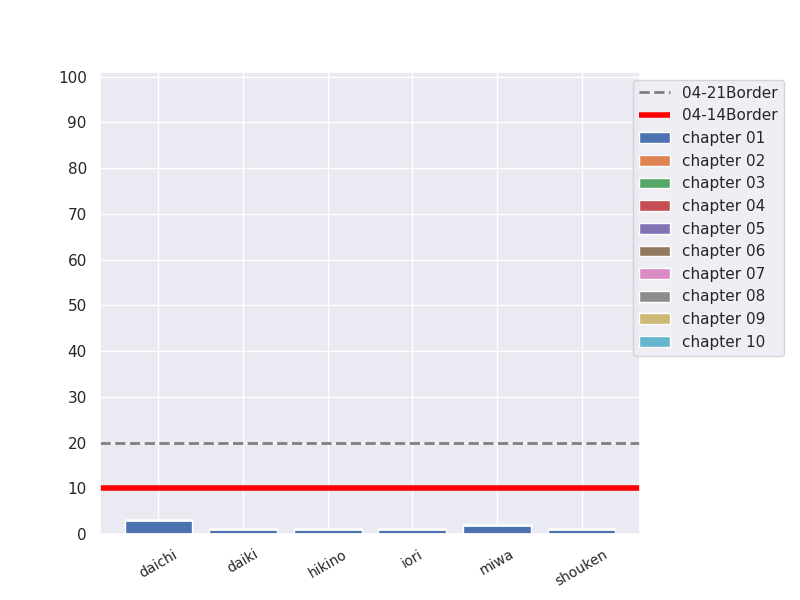 100
90
80
70
60
50
40
30
20
10
0
daichi
daiki
hikino
iori
miwa
shouken
04-21Border
04-14Border
chapter 01
chapter 02
chapter 03
chapter 04
chapter 05
chapter 06
chapter 07
chapter 08
chapter 09
chapter 10